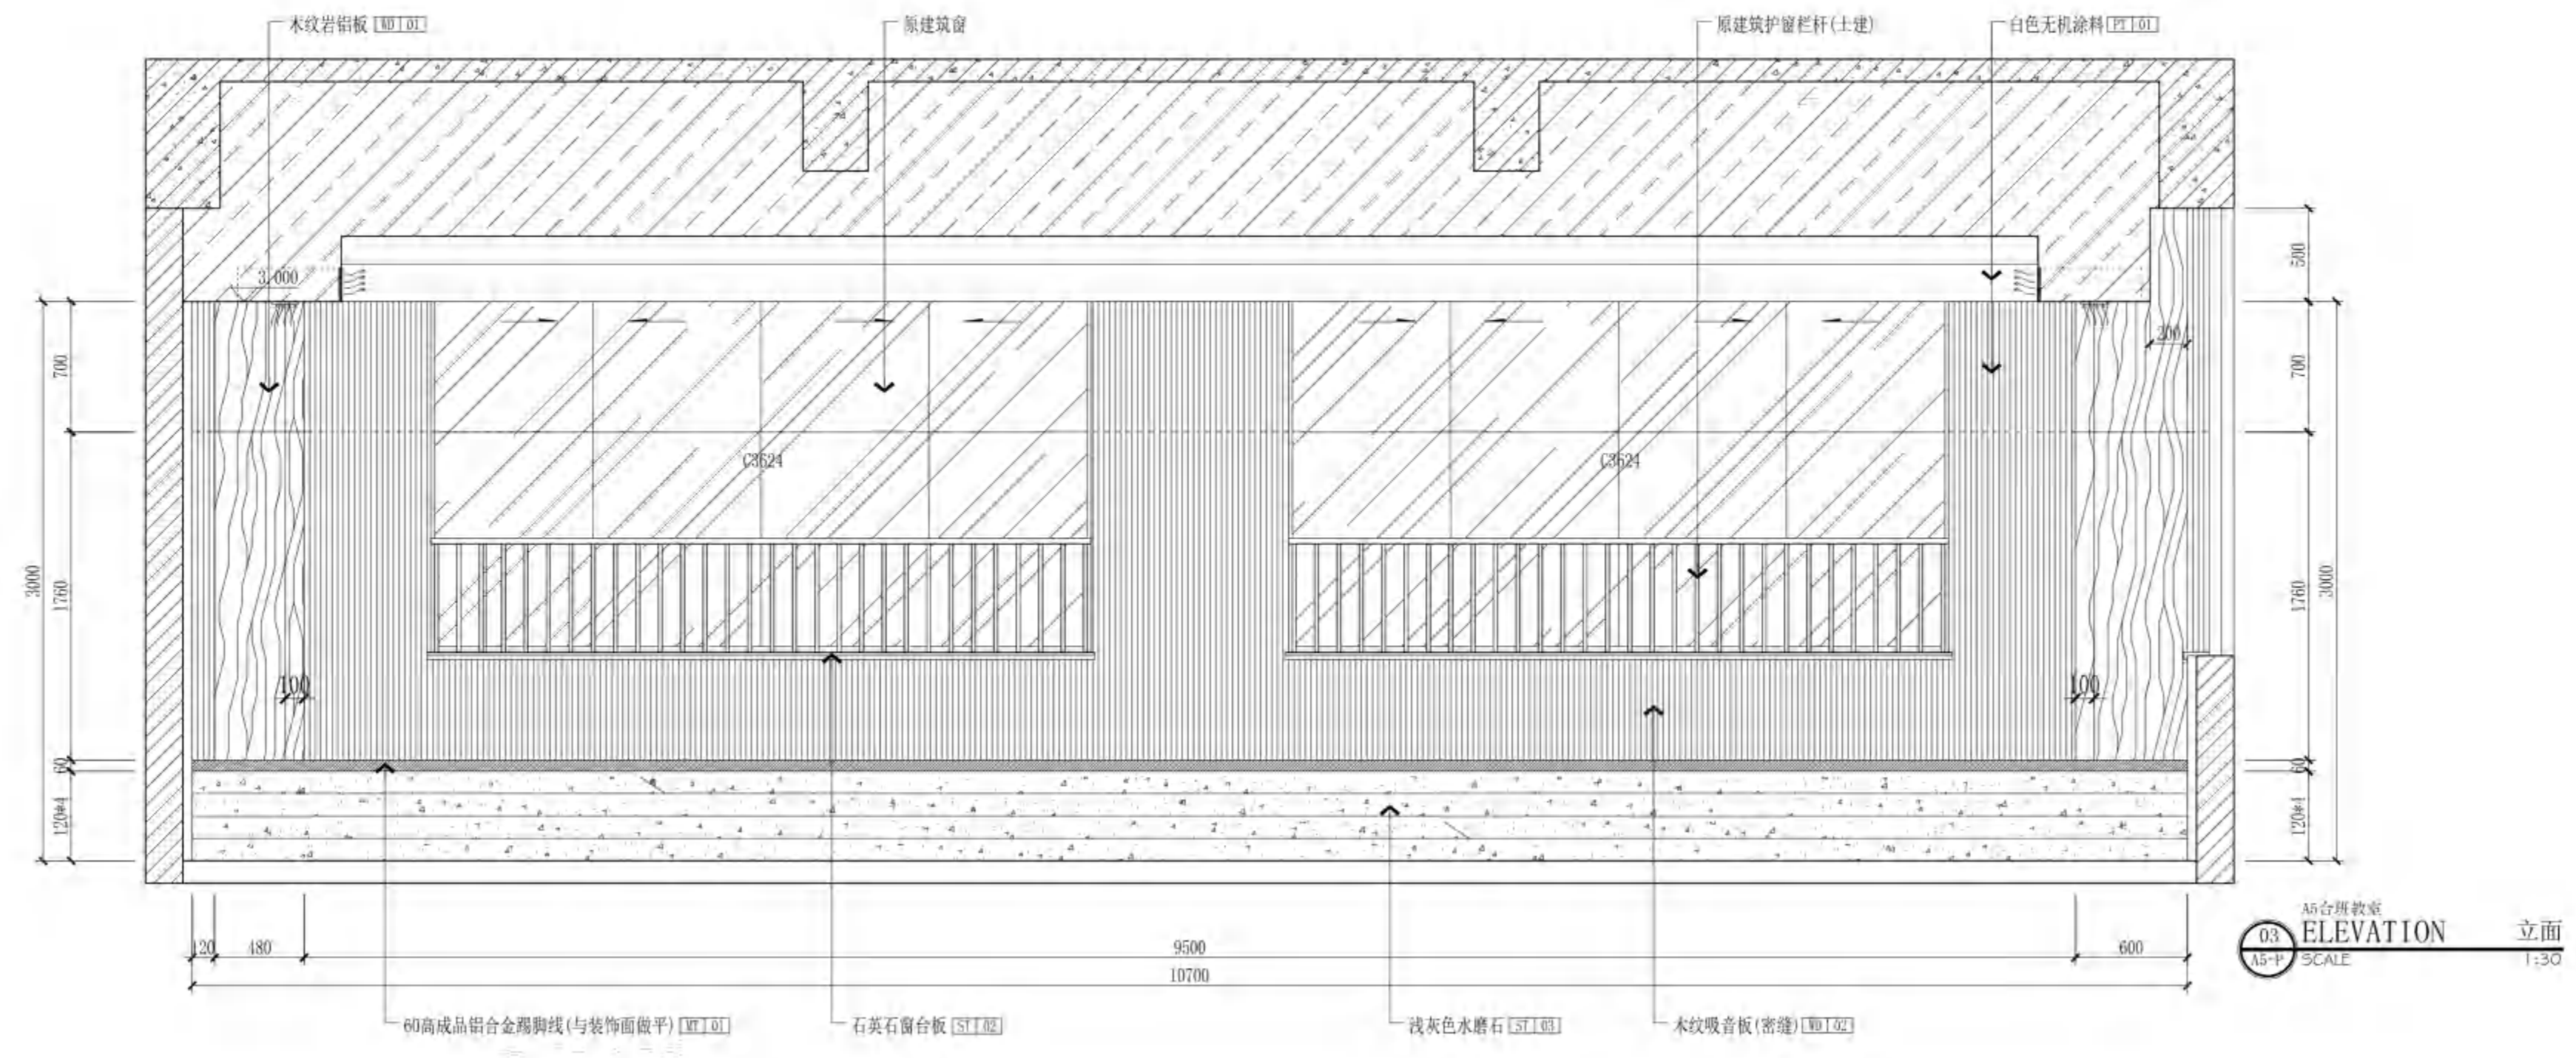 木纹岩铝板 WD 01
原建筑窗
原建筑护窗栏杆(土建)
白色无机涂料 PT 01
3.000
500
700
700
200
C3624
C3624
3000
1760
1760
3000
100
100
60
60
120*4
120*4
120
480
9500
600
10700
A5合班教室
03
ELEVATION
立面
A5-P
SCALE
1:30
60高成品铝合金踢脚线(与装饰面做平) MT 01
石英石窗台板 ST 02
浅灰色水磨石 ST 03
木纹吸音板(密缝) WD 02